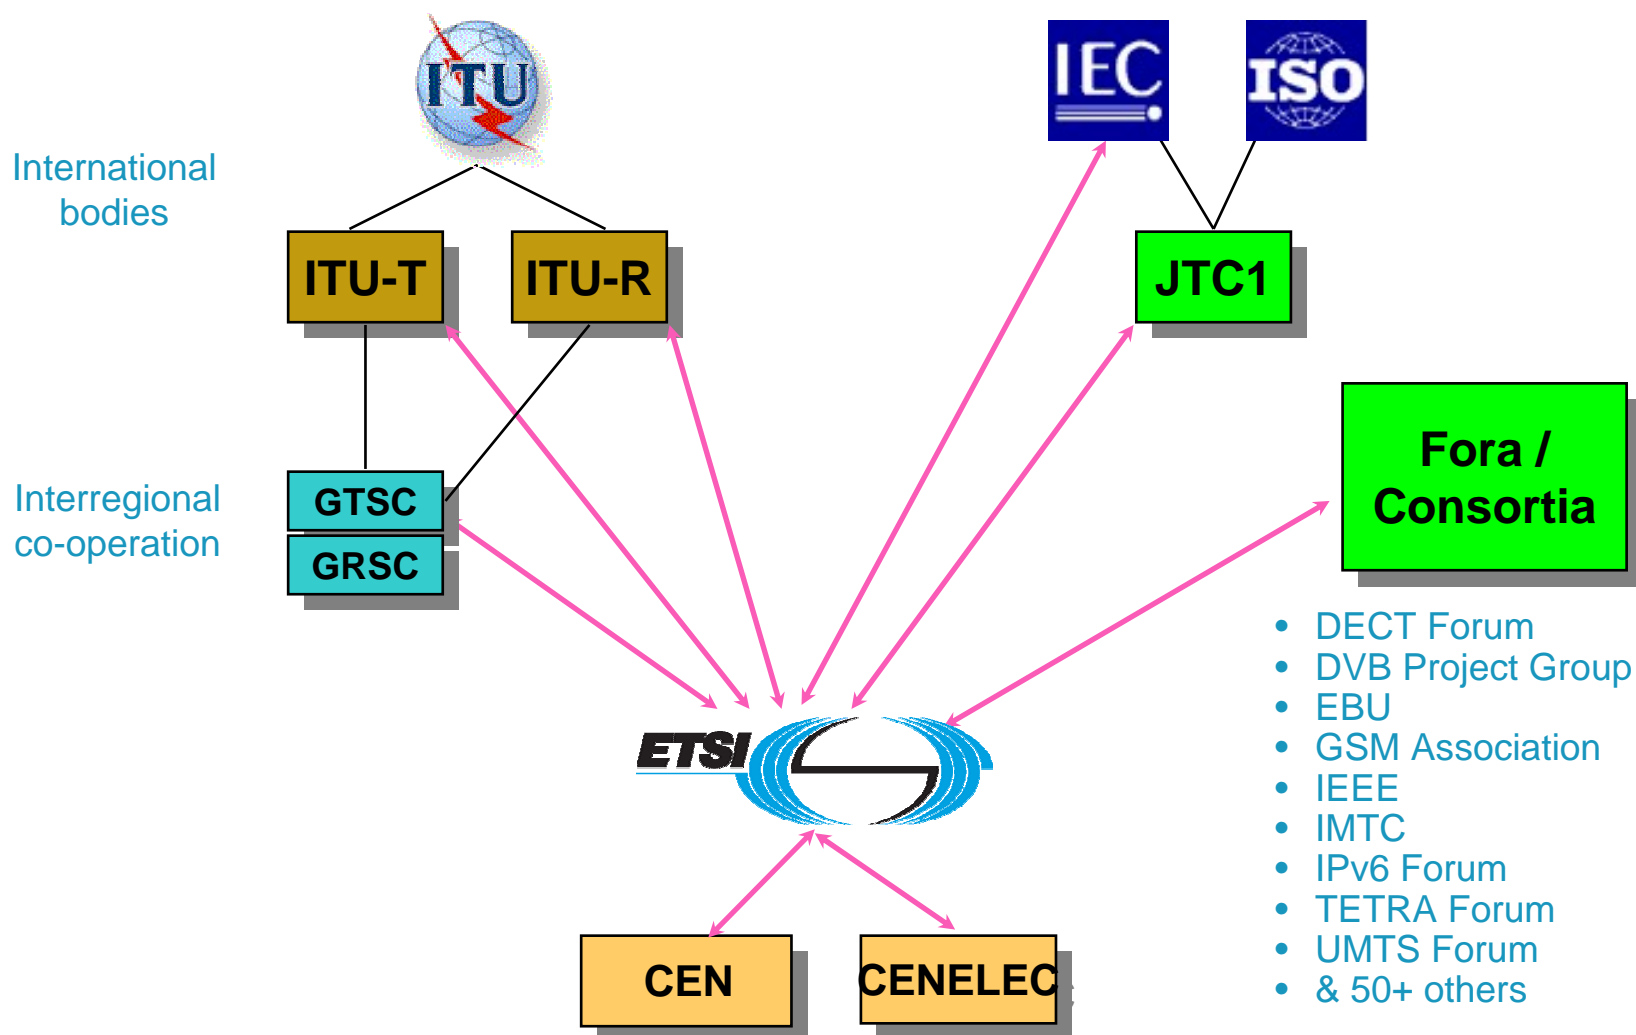 ITU
IEC
ISO
International
bodies
ITU-T
ITU-R
JTC1
Fora /
Consortia
Interregional
co-operation
GTSC
GRSC
• DECT Forum
• DVB Project Group
• EBU
• GSM Association
• IEEE
• IMTC
• IPv6 Forum
• TETRA Forum
• UMTS Forum
• & 50+ others
ETSI
CEN
CENELEC